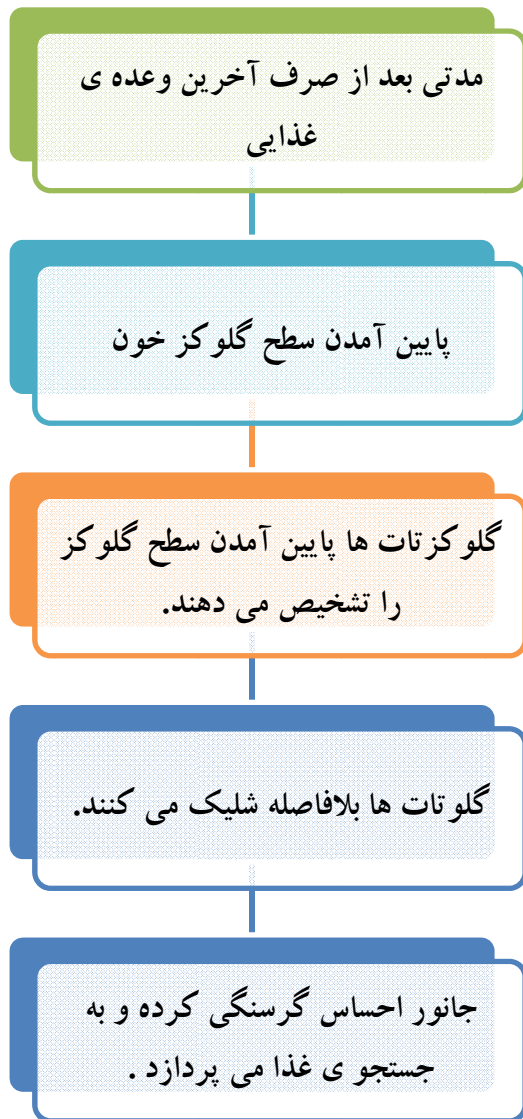 مدتی بعد از صرف آخرین وعده ی
غذایی
پایین آمدن سطح گلوکز خون
گلوکزتات ها پایین آمدن سطح گلوکز
را تشخیص می دهند.
گلوتات ها بلافاصله شلیک می کنند.
جانور احساس گرسنگی کرده و به
جستجو ی غذا می پردازد .